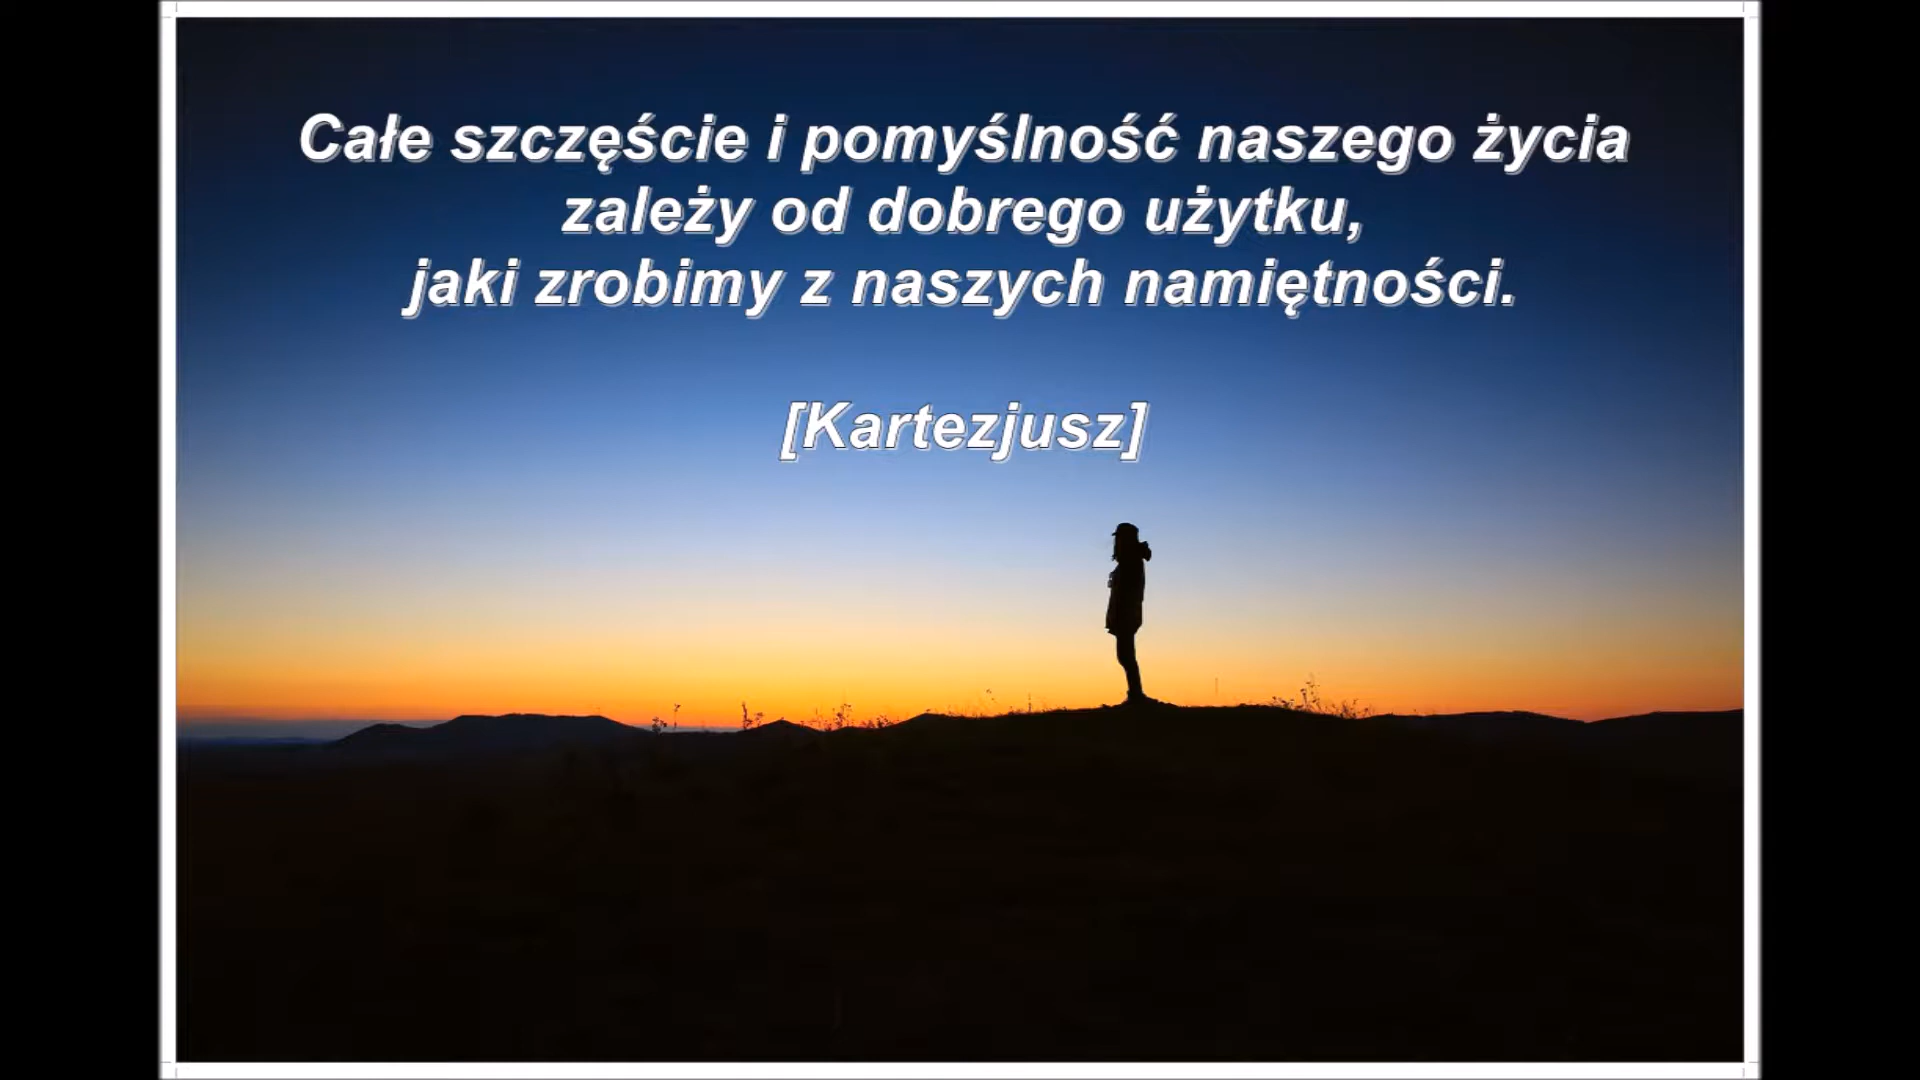 Całe szczęście i pomyślność naszego życia
zależy od dobrego użytku,
jaki zrobimy z naszych namiętności.
[Kartezjusz]